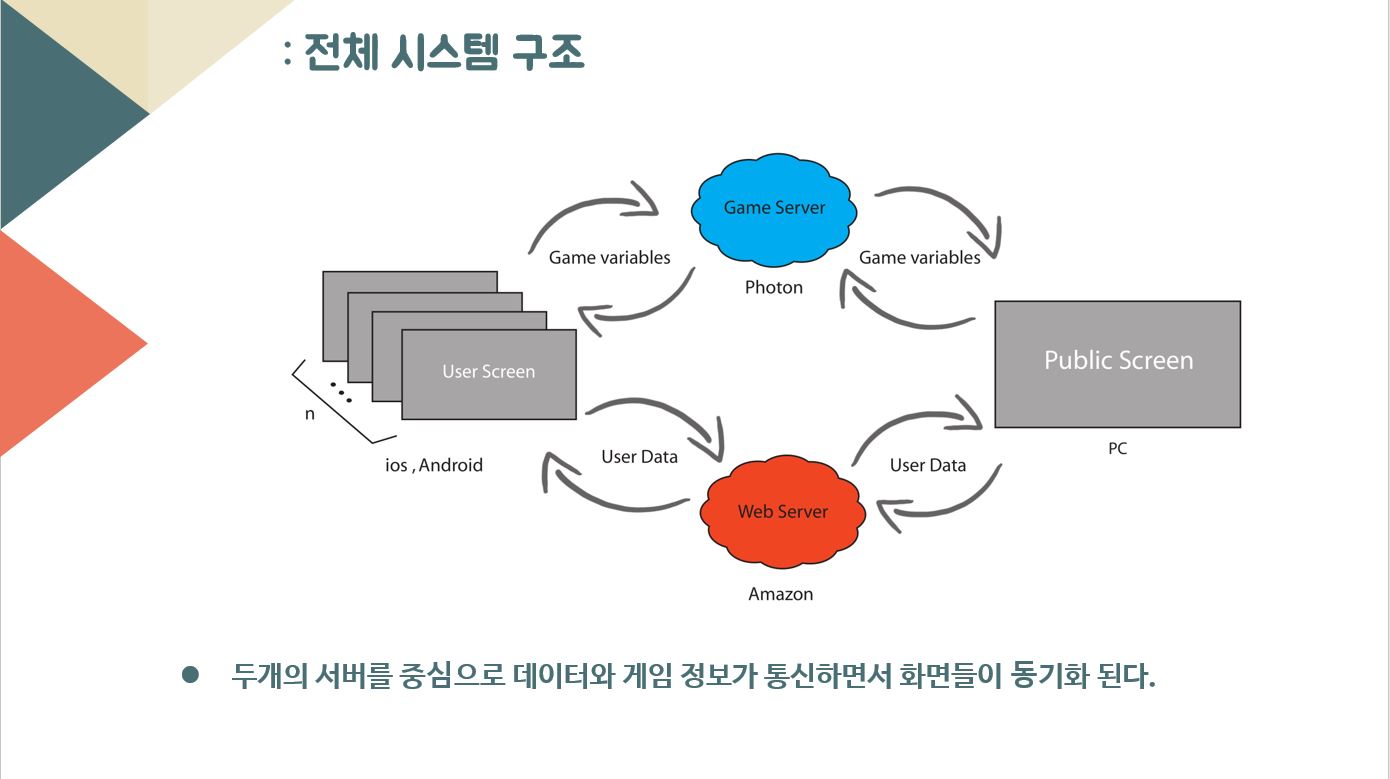 : 전체 시스템 구조
Game Server
Game variables
Game variables
Photon
User Screen
Public Screen
n
ios , Android
User Data
User Data
PC
Web Server
Amazon
● 두개의 서버를 중심으로 데이터와 게임 정보가 통신하면서 화면들이 동기화 된다.